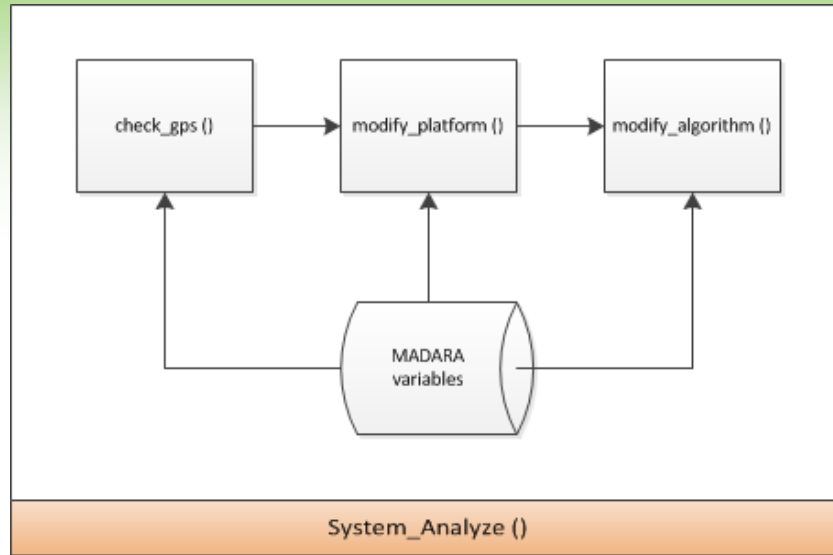 check_gps ()
modify_platform ()
modify_algorithm ()
MADARA
variables
System_Analyze ()